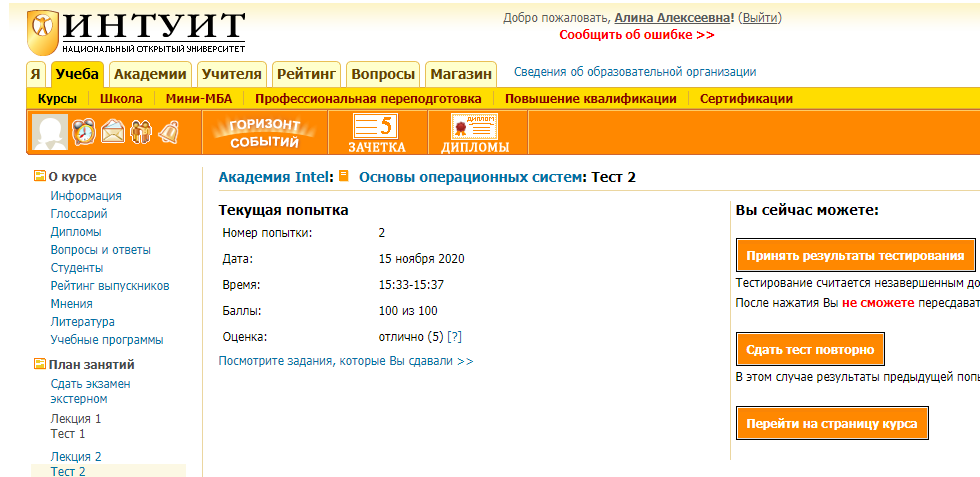 ИНТУИТ
НАЦИОНАЛЬНЫЙ ОТКРЫТЫЙ УНИВЕРСИТЕТ
Добро пожаловать, Алина Алексеевна! (Выйти)
Сообщить об ошибке >>
Я Учеба Академии Учителя Рейтинг Вопросы Магазин Сведения об образовательной организации
Курсы Школа Мини-МБА Профессиональная переподготовка Повышение квалификации Сертификации
ГОРИЗОНТ
СОБЫТИЙ
5
ЗАЧЕТКА
ДИПЛОМ
ДИПЛОМЫ
О курсе
Информация
Глоссарий
Дипломы
Вопросы и ответы
Студенты
Рейтинг выпускников
Мнения
Литература
Учебные программы
План занятий
Сдать экзамен
экстерном
Лекция 1
Тест 1
Лекция 2
Тест 2
Академия Intel: Основы операционных систем: Тест 2
Текущая попытка
Номер попытки: 2
Дата: 15 ноября 2020
Время: 15:33-15:37
Баллы: 100 из 100
Оценка: отлично (5) [?]
Посмотрите задания, которые Вы сдавали >>
Вы сейчас можете:
Принять результаты тестирования
Тестирование считается незавершенным до
После нажатия Вы не сможете пересдават
Сдать тест повторно
В этом случае результаты предыдущей поп
Перейти на страницу курса